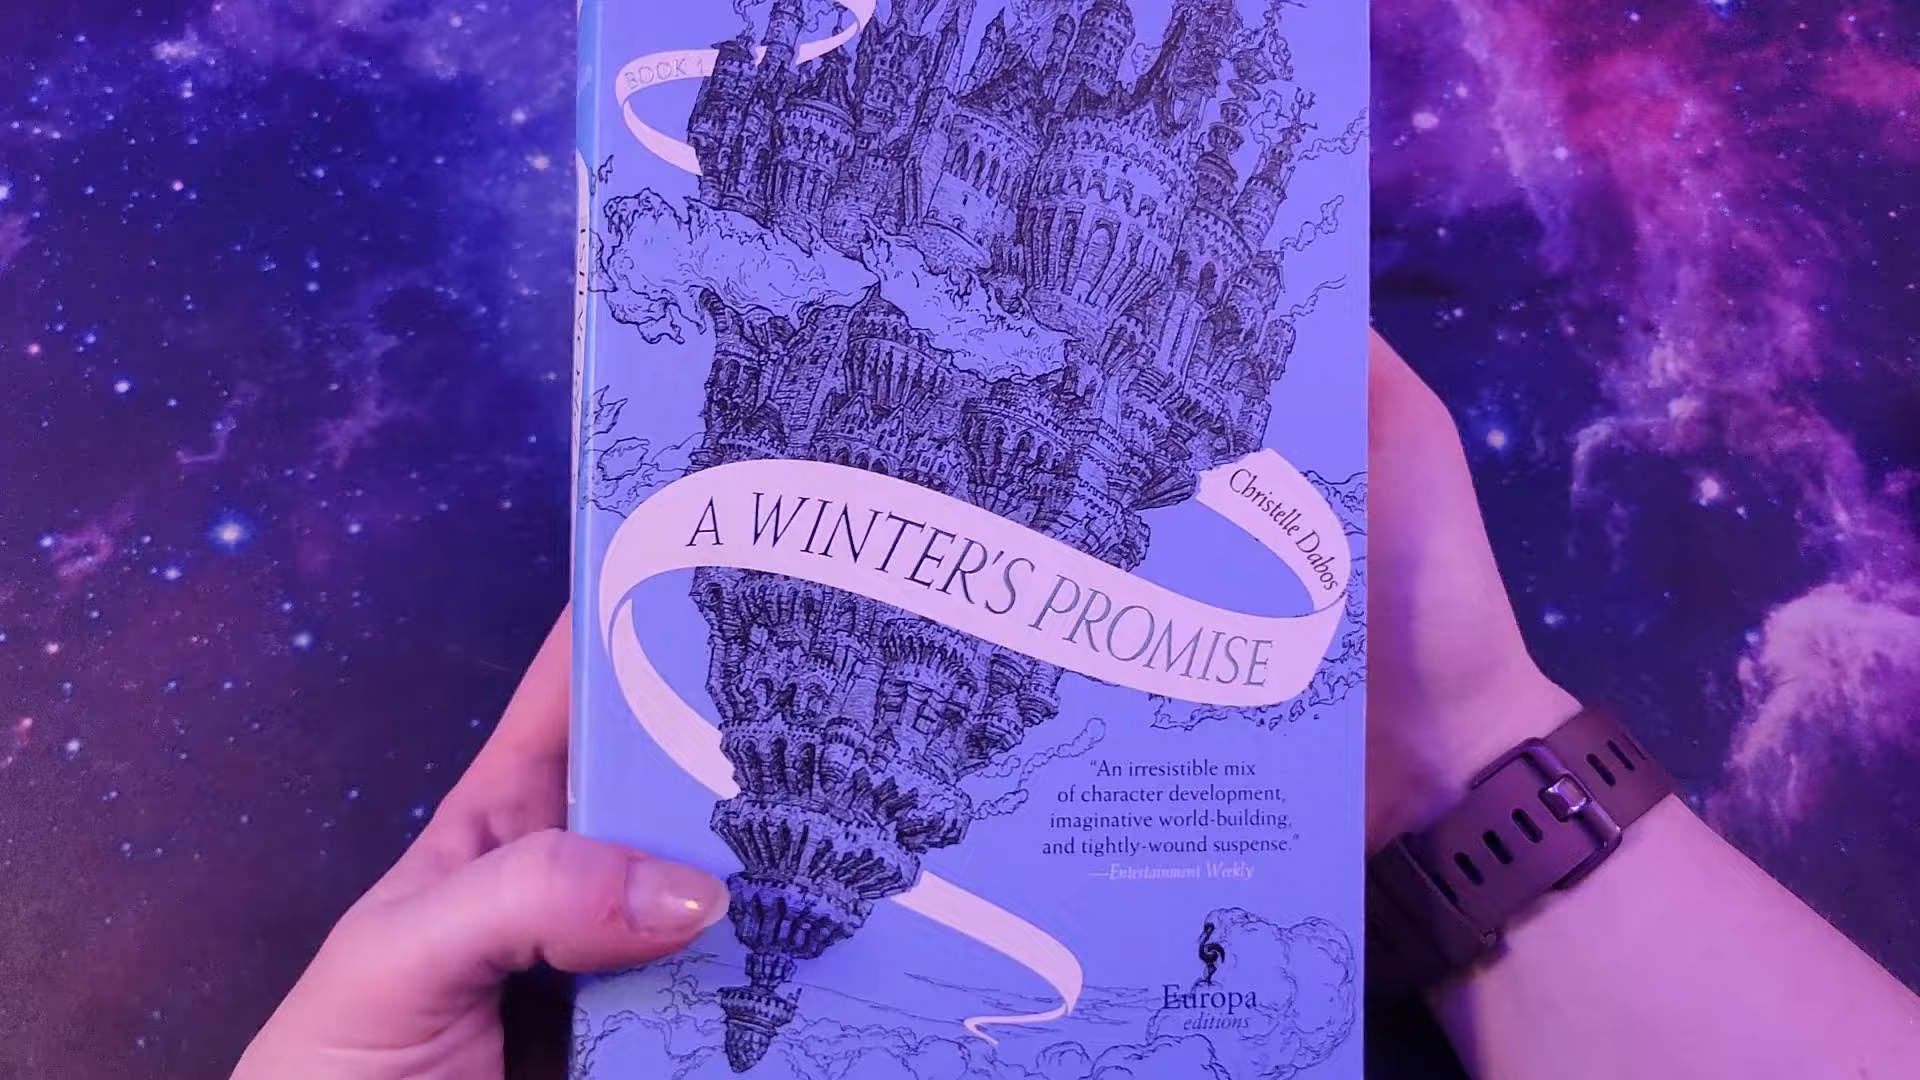 BOOK 1
A WINTER'S PROMISE
Christelle Dabos
“An irresistible mix
of character development,
imaginative world-building,
and tightly-wound suspense.”
—Entertainment Weekly
Europa
editions